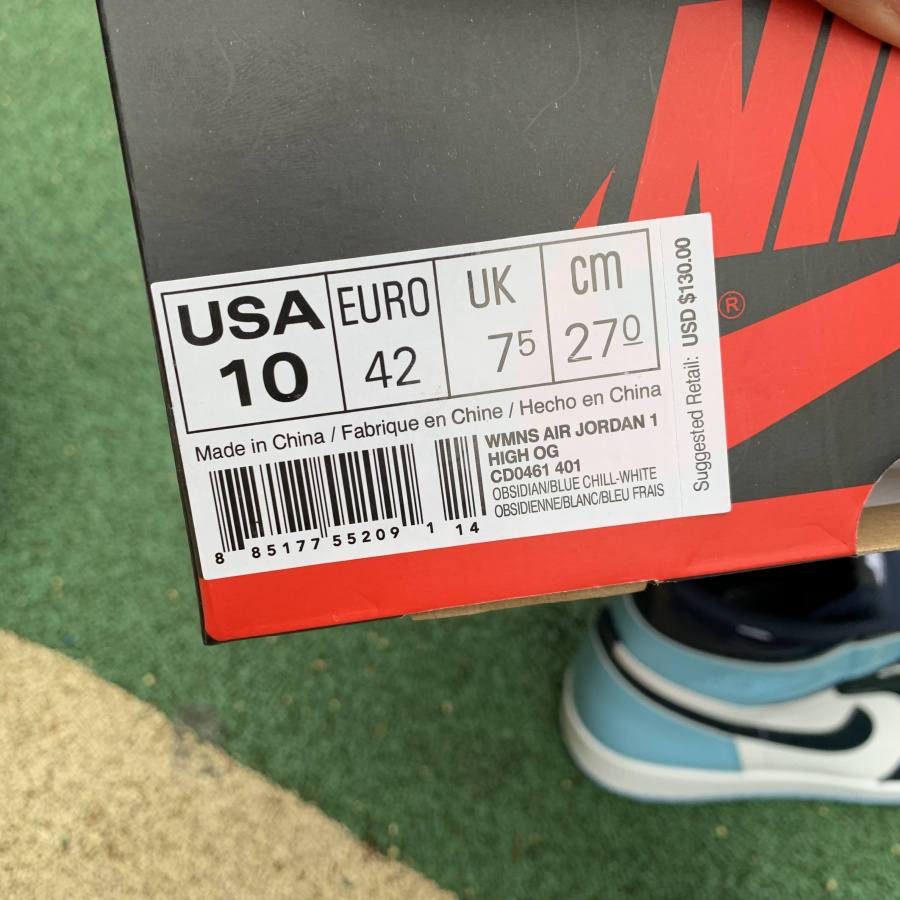 NI
®
USA EURO UK cm
10 42 7 5 27 0
Suggested Retail: USD $130.00
Made in China / Fabrique en Chine / Hecho en China
WMNS AIR JORDAN 1
HIGH OG
CD0461 401
OBSIDIAN/BLUE CHILL-WHITE
OBSIDIENNE/BLANC/BLEU FRAIS
8 85177 55209 1 14